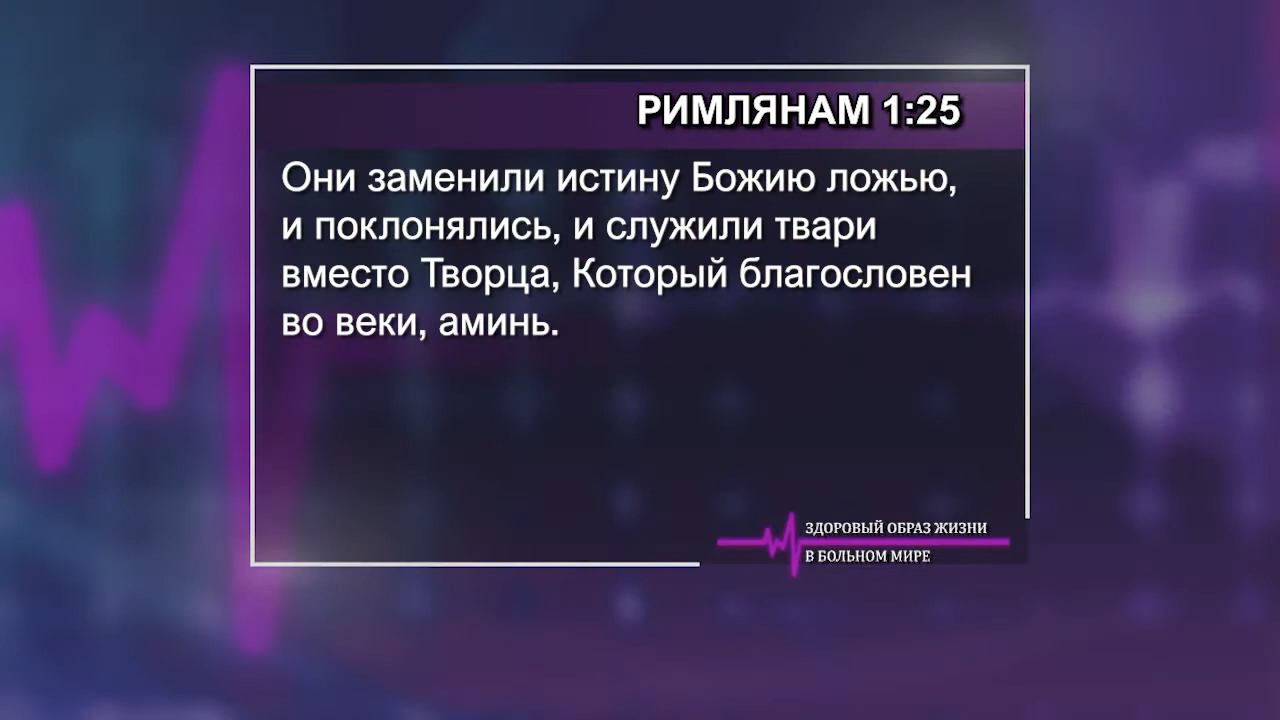 РИМЛЯНАМ 1:25
Они заменили истину Божию ложью,
и поклонялись, и служили твари
вместо Творца, Который благословен
во веки, аминь.
ЗДОРОВЫЙ ОБРАЗ ЖИЗНИ
В БОЛЬНОМ МИРЕ